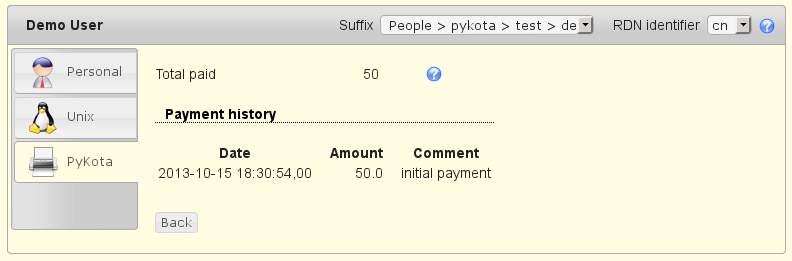 Demo User Suffix People > pykota > test > de RDN identifier cn
Personal
Total paid 50
Unix
Payment history
PyKota
Date Amount Comment
2013-10-15 18:30:54,00 50.0 initial payment
Back